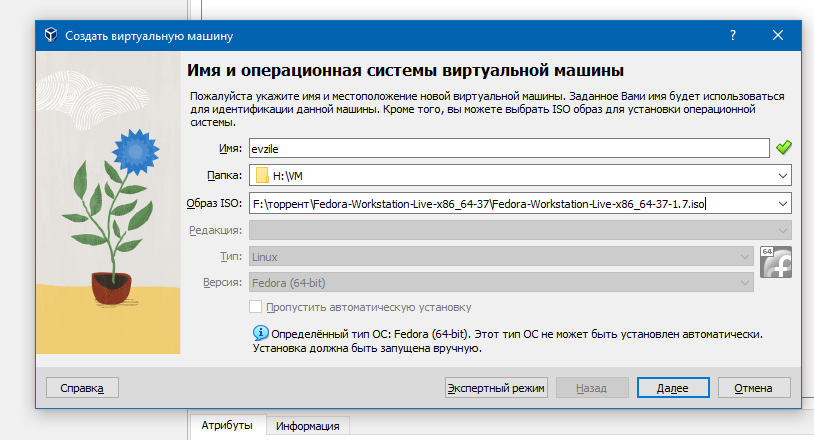 Создать виртуальную машину
?
Имя и операционная системы виртуальной машины
Пожалуйста укажите имя и местоположение новой виртуальной машины. Заданное Вами имя будет использоваться
для идентификации данной машины. Кроме того, вы можете выбрать ISO образ для установки операционной
системы.
Имя: evzile
Папка: H:\VM
Образ ISO: F:\торрент\Fedora-Workstation-Live-x86_64-37\Fedora-Workstation-Live-x86_64-37-1.7.iso
Редакция:
Тип: Linux
64
Версия: Fedora (64-bit)
Пропустить автоматическую установку
Определённый тип ОС: Fedora (64-bit). Этот тип ОС не может быть установлен автоматически.
Установка должна быть запущена вручную.
Справка Экспертный режим Назад Далее Отмена
Атрибуты Информация